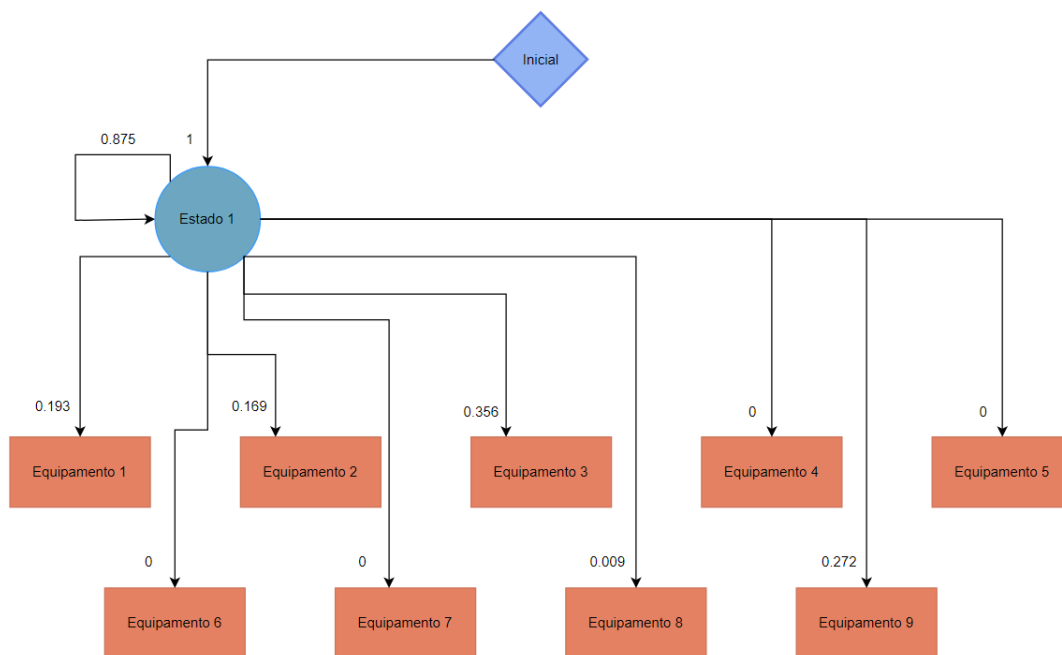 Inicial
0.875
1
Estado 1
0.193
0.169
0.356
0
0
Equipamento 1
Equipamento 2
Equipamento 3
Equipamento 4
Equipamento 5
0
0
0.009
0.272
Equipamento 6
Equipamento 7
Equipamento 8
Equipamento 9